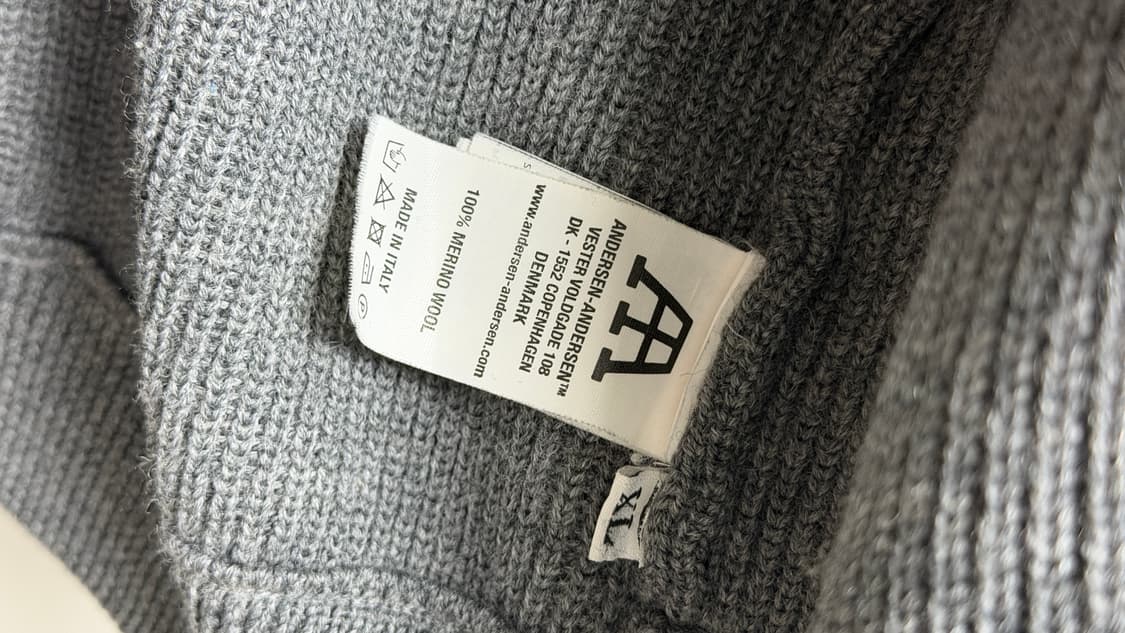 AA
ANDERSEN-ANDERSEN™
VESTER VOLDGADE 108
DK - 1552 COPENHAGEN
DENMARK
www.andersen-andersen.com
100% MERINO WOOL
MADE IN ITALY
XL